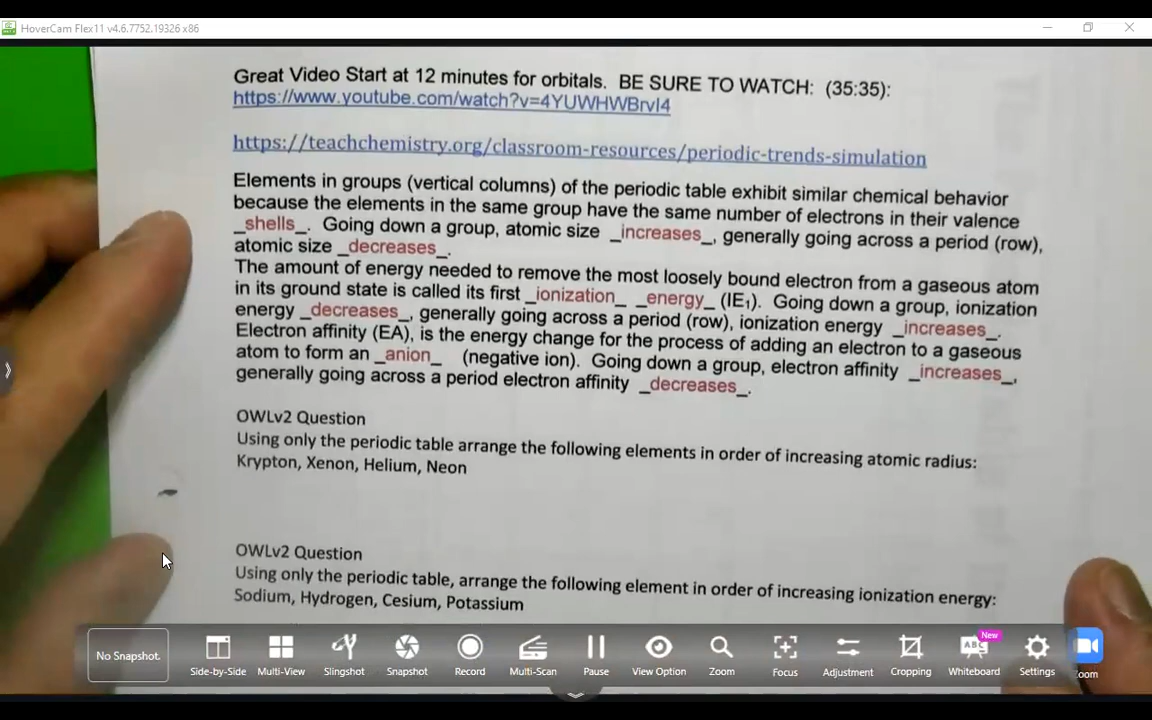 HoverCam Flex11 v4.6.7752.19326 x86
Great Video Start at 12 minutes for orbitals. BE SURE TO WATCH: (35:35):
https://www.youtube.com/watch?v=4YUWHWBrvI4
https://teachchemistry.org/classroom-resources/periodic-trends-simulation
Elements in groups (vertical columns) of the periodic table exhibit similar chemical behavior
because the elements in the same group have the same number of electrons in their valence
_shells_. Going down a group, atomic size _increases_, generally going across a period (row),
atomic size _decreases_.
The amount of energy needed to remove the most loosely bound electron from a gaseous atom
in its ground state is called its first _ionization_ _energy_ (IE₁). Going down a group, ionization
energy _decreases_, generally going across a period (row), ionization energy _increases_.
Electron affinity (EA), is the energy change for the process of adding an electron to a gaseous
atom to form an _anion_ (negative ion). Going down a group, electron affinity _increases_,
generally going across a period electron affinity _decreases_.
OWLv2 Question
Using only the periodic table arrange the following elements in order of increasing atomic radius:
Krypton, Xenon, Helium, Neon
OWLv2 Question
Using only the periodic table, arrange the following element in order of increasing ionization energy:
Sodium, Hydrogen, Cesium, Potassium
No Snapshot. Side-by-Side Multi-View Slingshot Snapshot Record Multi-Scan Pause View Option Zoom Focus Adjustment Cropping Whiteboard New Settings Zoom